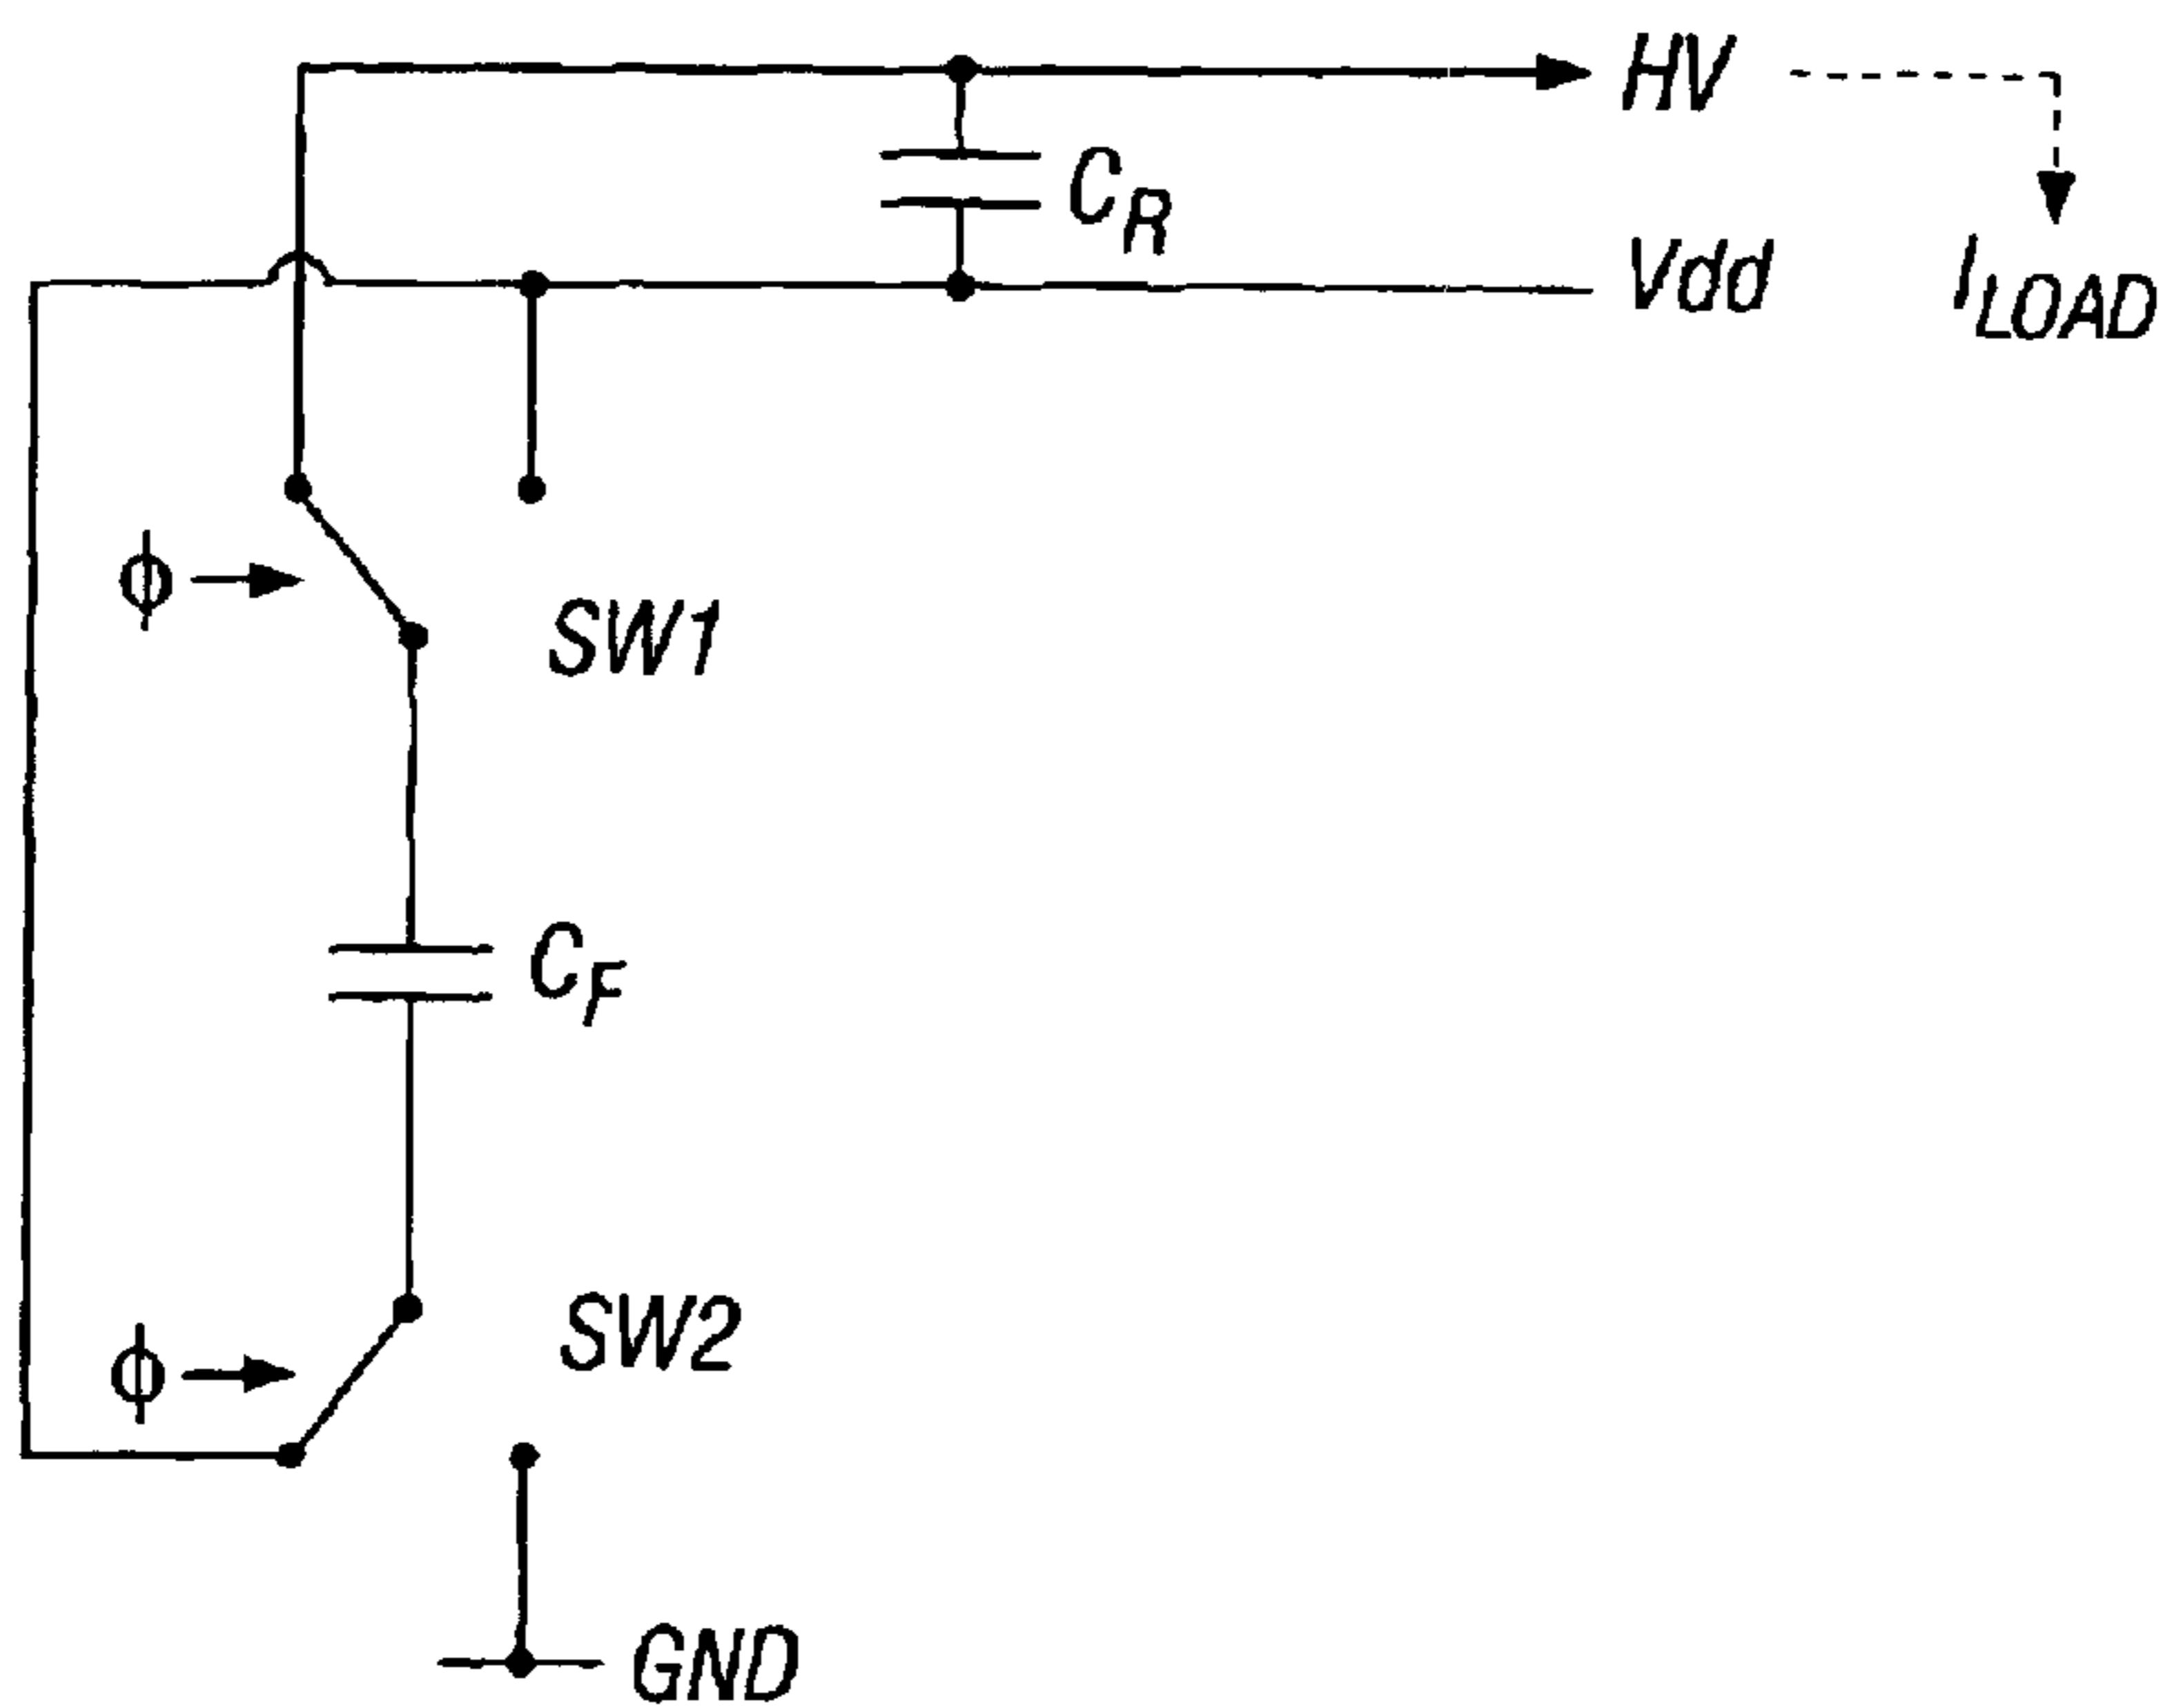 HV
C_R
Vdd
I_LOAD
ϕ
SW1
C_F
SW2
ϕ
GND